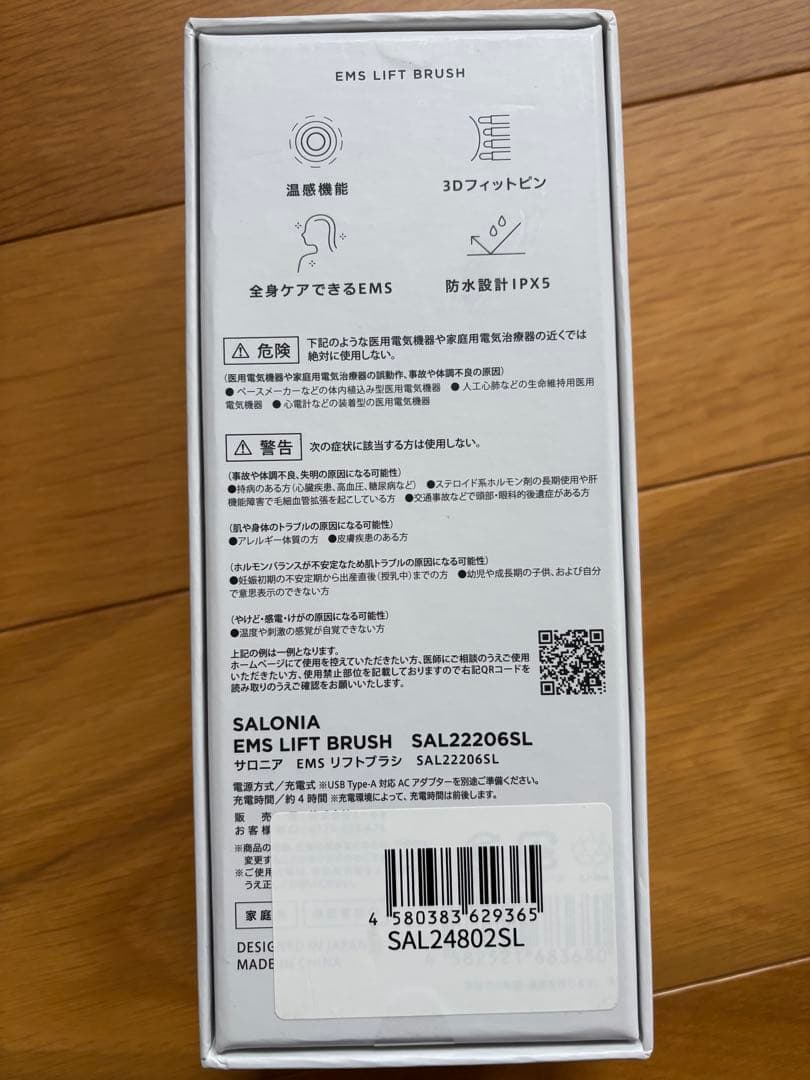 EMS LIFT BRUSH
温感機能
3Dフィットピン
全身ケアできるEMS
防水設計IPX5
危険
下記のような医用電気機器や家庭用電気治療器の近くでは
絶対に使用しない。
(医用電気機器や家庭用電気治療器の誤動作、事故や体調不良の原因)
●ペースメーカーなどの体内植込み型医用電気機器 ●人工心肺などの生命維持用医用
電気機器 ●心電計などの装着型の医用電気機器
警告
次の症状に該当する方は使用しない。
(事故や体調不良、失明の原因になる可能性)
●持病のある方(心臓疾患、高血圧、糖尿病など) ●ステロイド系ホルモン剤の長期使用や肝
機能障害で毛細血管拡張を起こしている方 ●交通事故などで頭部・眼科的後遺症がある方
(肌や身体のトラブルの原因になる可能性)
●アレルギー体質の方 ●皮膚疾患のある方
(ホルモンバランスが不安定なため肌トラブルの原因になる可能性)
●妊娠初期の不安定期から出産直後(授乳中)までの方 ●幼児や成長期の子供、および自分
で意思表示のできない方
(やけど・感電・けがの原因になる可能性)
●温度や刺激の感覚が自覚できない方
上記の例は一例となります。
ホームページにて使用を控えていただきたい方、医師にご相談のうえご使用
いただきたい方、使用禁止部位を記載しておりますので右記QRコードを
読み取りのうえご確認をお願いいたします。
SALONIA
EMS LIFT BRUSH SAL22206SL
サロニア EMS リフトブラシ SAL22206SL
電源方式/充電式 ※USB Type-A 対応 AC アダプターを別途ご準備ください。
充電時間/約4時間 ※充電環境によって、充電時間は前後します。
販 売
お客様
※商品の
変更す
※ご使用
うえ正
家庭
DESIGNED IN JAPAN
MADE IN CHINA
4 580383 629365
SAL24802SL